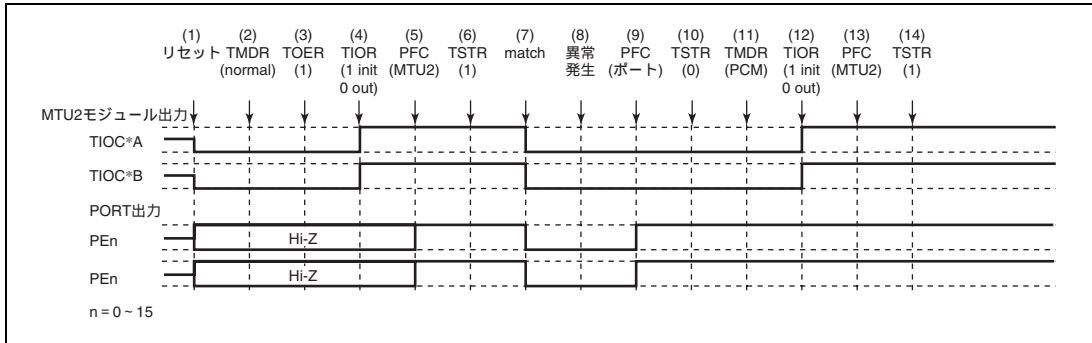 (1) (2) (3) (4) (5) (6) (7) (8) (9) (10) (11) (12) (13) (14)
リセット TMDR TOER TIOR PFC TSTR match 異常 PFC TSTR TMDR TIOR PFC TSTR
(normal) (1) (1 init (MTU2) (1) 発生 (ポート) (0) (PCM) (1 init (MTU2) (1)
0 out) 0 out)
MTU2モジュール出力
TIOC*A
TIOC*B
PORT出力
PEn Hi-Z
PEn Hi-Z
n = 0 ~ 15